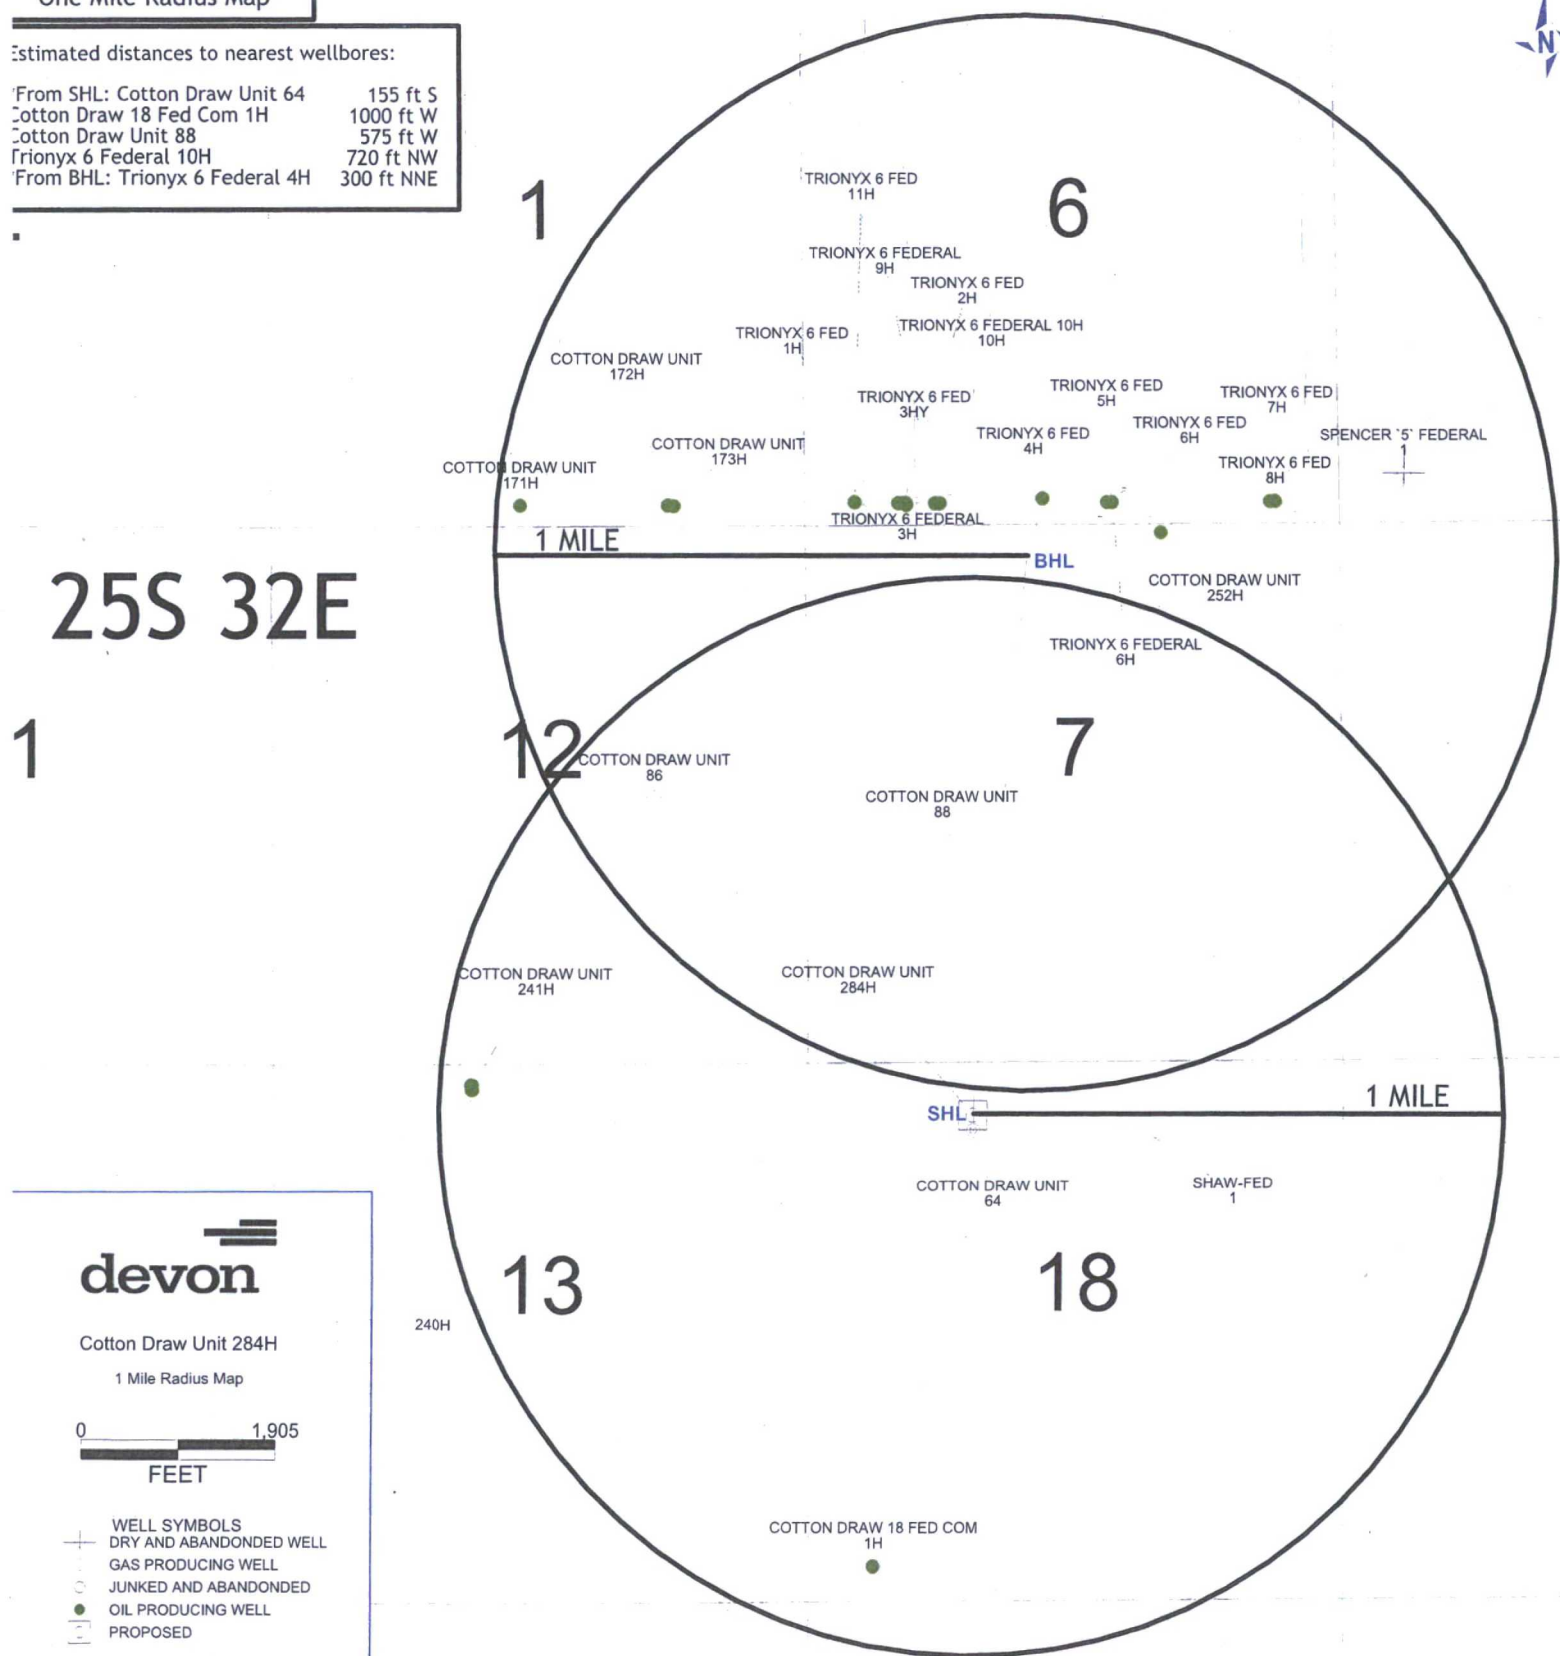 One Mile Radius Map
Estimated distances to nearest wellbores:
From SHL: Cotton Draw Unit 64 155 ft S
Cotton Draw 18 Fed Com 1H 1000 ft W
Cotton Draw Unit 88 575 ft W
Trionyx 6 Federal 10H 720 ft NW
From BHL: Trionyx 6 Federal 4H 300 ft NNE
N
1
6
TRIONYX 6 FED
11H
TRIONYX 6 FEDERAL
9H
TRIONYX 6 FED
2H
TRIONYX 6 FEDERAL 10H
10H
TRIONYX 6 FED
1H
COTTON DRAW UNIT
172H
TRIONYX 6 FED
3HY
TRIONYX 6 FED
5H
TRIONYX 6 FED
7H
TRIONYX 6 FED
4H
TRIONYX 6 FED
6H
SPENCER `5` FEDERAL
1
COTTON DRAW UNIT
173H
COTTON DRAW UNIT
171H
TRIONYX 6 FED
8H
TRIONYX 6 FEDERAL
3H
1 MILE
BHL
COTTON DRAW UNIT
252H
25S 32E
TRIONYX 6 FEDERAL
6H
1
12
7
COTTON DRAW UNIT
86
COTTON DRAW UNIT
88
COTTON DRAW UNIT
241H
COTTON DRAW UNIT
284H
SHL
1 MILE
COTTON DRAW UNIT
64
SHAW-FED
1
13
18
240H
COTTON DRAW 18 FED COM
1H
devon
Cotton Draw Unit 284H
1 Mile Radius Map
0 1,905
FEET
WELL SYMBOLS
DRY AND ABANDONDED WELL
GAS PRODUCING WELL
JUNKED AND ABANDONDED
OIL PRODUCING WELL
PROPOSED